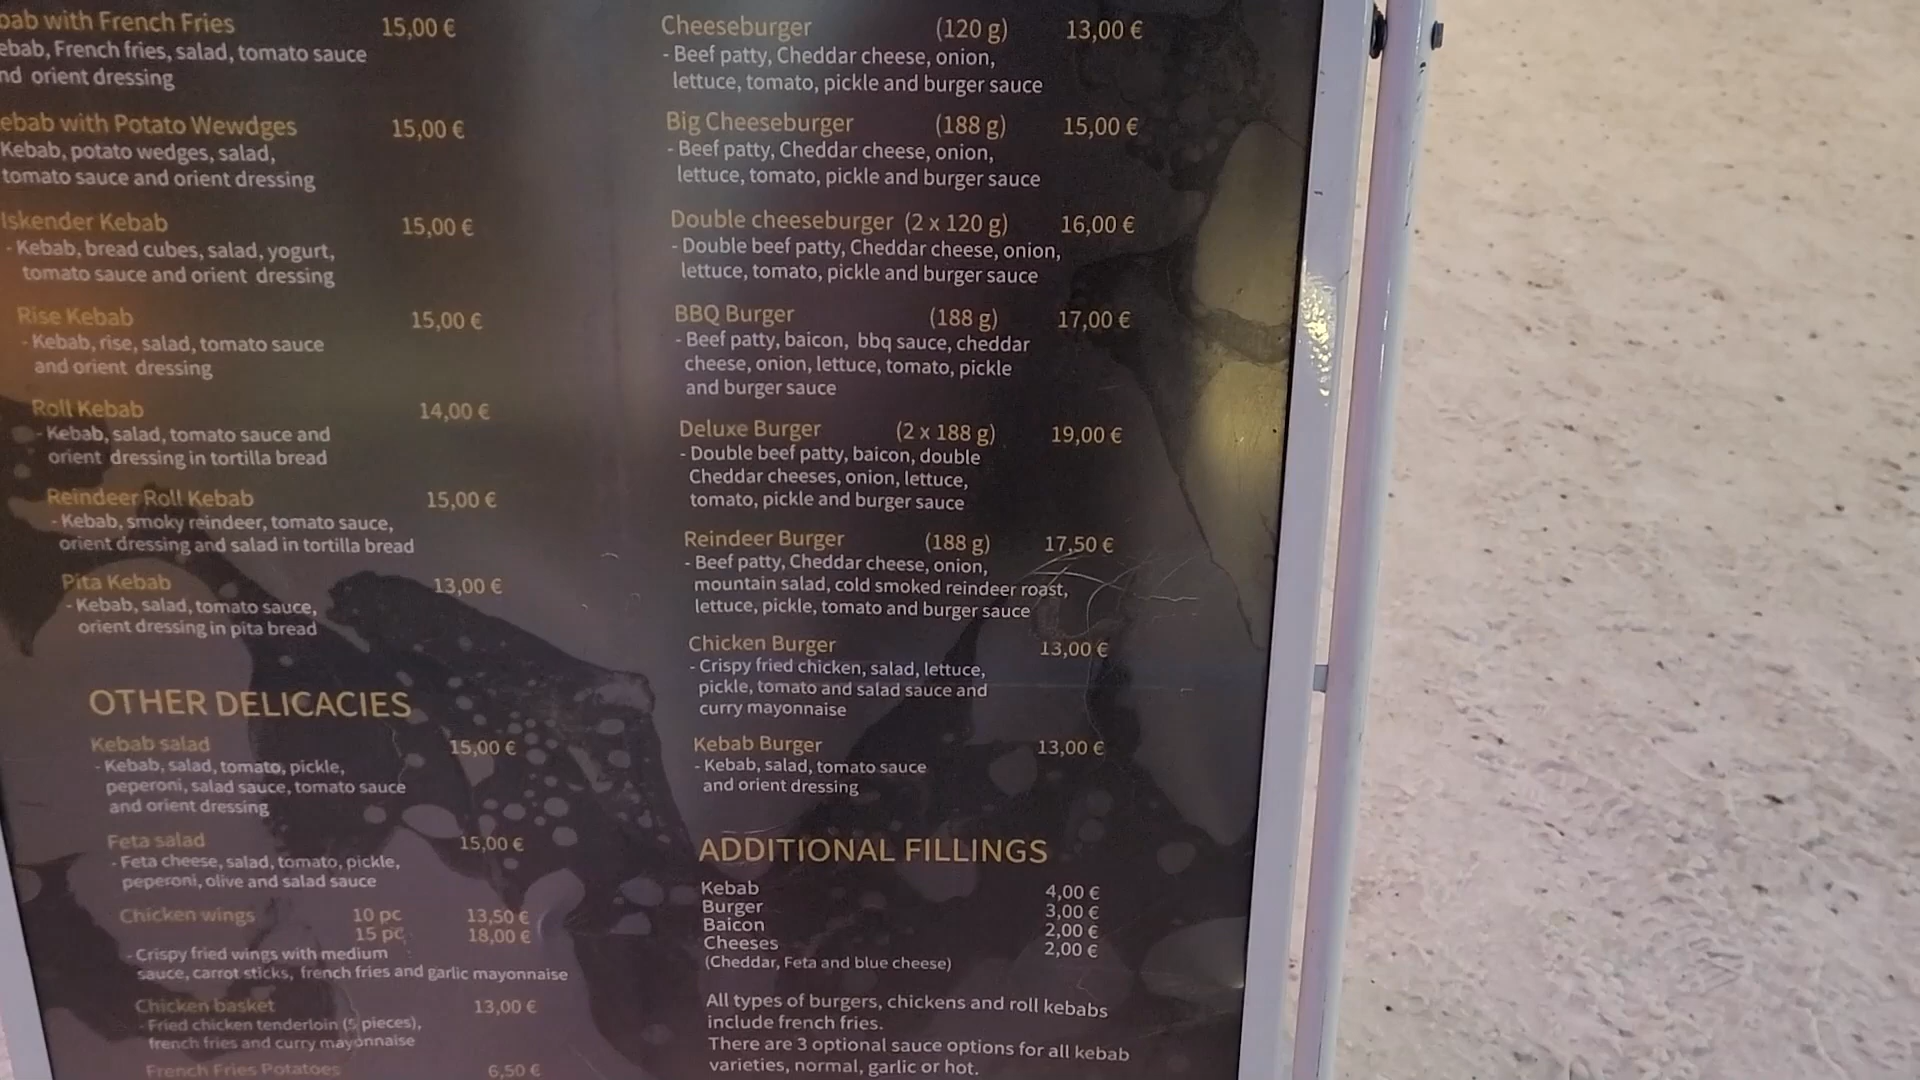 bab with French Fries 15,00 €
ebab, French fries, salad, tomato sauce
nd orient dressing
ebab with Potato Wewdges 15,00 €
Kebab, potato wedges, salad,
tomato sauce and orient dressing
Iskender Kebab 15,00 €
- Kebab, bread cubes, salad, yogurt,
tomato sauce and orient dressing
Rise Kebab 15,00 €
- Kebab, rise, salad, tomato sauce
and orient dressing
Roll Kebab 14,00 €
- Kebab, salad, tomato sauce and
orient dressing in tortilla bread
Reindeer Roll Kebab 15,00 €
- Kebab, smoky reindeer, tomato sauce,
orient dressing and salad in tortilla bread
Pita Kebab 13,00 €
- Kebab, salad, tomato sauce,
orient dressing in pita bread
OTHER DELICACIES
Kebab salad 15,00 €
- Kebab, salad, tomato, pickle,
peperoni, salad sauce, tomato sauce
and orient dressing
Feta salad 15,00 €
- Feta cheese, salad, tomato, pickle,
peperoni, olive and salad sauce
Chicken wings 10 pc 13,50 €
15 pc 18,00 €
- Crispy fried wings with medium
sauce, carrot sticks, french fries and garlic mayonnaise
Chicken basket 13,00 €
- Fried chicken tenderloin (5 pieces),
french fries and curry mayonnaise
French Fries Potatoes 6,50 €
Cheeseburger (120 g) 13,00 €
- Beef patty, Cheddar cheese, onion,
lettuce, tomato, pickle and burger sauce
Big Cheeseburger (188 g) 15,00 €
- Beef patty, Cheddar cheese, onion,
lettuce, tomato, pickle and burger sauce
Double cheeseburger (2 x 120 g) 16,00 €
- Double beef patty, Cheddar cheese, onion,
lettuce, tomato, pickle and burger sauce
BBQ Burger (188 g) 17,00 €
- Beef patty, baicon, bbq sauce, cheddar
cheese, onion, lettuce, tomato, pickle
and burger sauce
Deluxe Burger (2 x 188 g) 19,00 €
- Double beef patty, baicon, double
Cheddar cheeses, onion, lettuce,
tomato, pickle and burger sauce
Reindeer Burger (188 g) 17,50 €
- Beef patty, Cheddar cheese, onion,
mountain salad, cold smoked reindeer roast,
lettuce, pickle, tomato and burger sauce
Chicken Burger 13,00 €
- Crispy fried chicken, salad, lettuce,
pickle, tomato and salad sauce and
curry mayonnaise
Kebab Burger 13,00 €
- Kebab, salad, tomato sauce
and orient dressing
ADDITIONAL FILLINGS
Kebab 4,00 €
Burger 3,00 €
Baicon 2,00 €
Cheeses 2,00 €
(Cheddar, Feta and blue cheese)
All types of burgers, chickens and roll kebabs
include french fries.
There are 3 optional sauce options for all kebab
varieties, normal, garlic or hot.